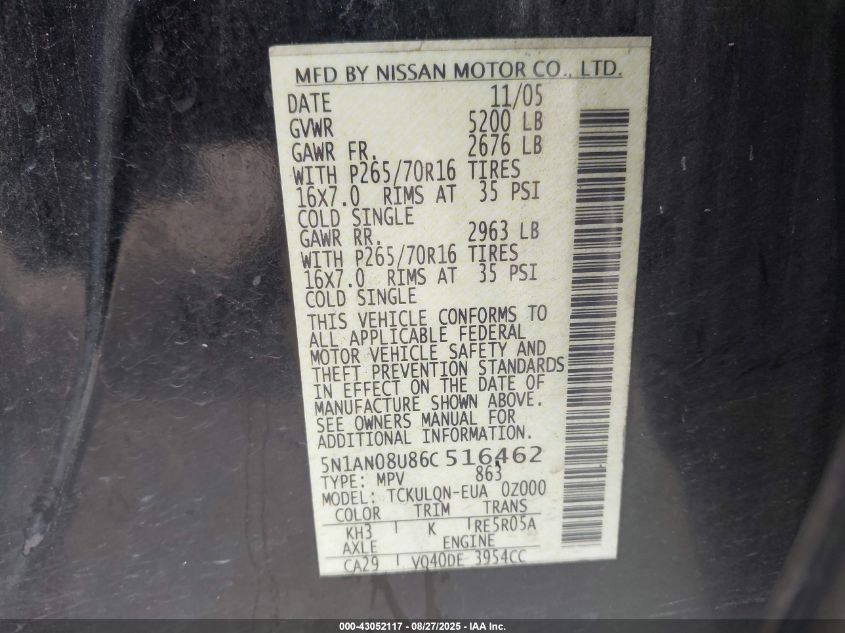 MFD BY NISSAN MOTOR CO., LTD.
DATE 11/05
GVWR 5200 LB
GAWR FR. 2676 LB
WITH P265/70R16 TIRES
16X7.0 RIMS AT 35 PSI
COLD SINGLE
GAWR RR. 2963 LB
WITH P265/70R16 TIRES
16X7.0 RIMS AT 35 PSI
COLD SINGLE
THIS VEHICLE CONFORMS TO
ALL APPLICABLE FEDERAL
MOTOR VEHICLE SAFETY AND
THEFT PREVENTION STANDARDS
IN EFFECT ON THE DATE OF
MANUFACTURE SHOWN ABOVE.
SEE OWNERS MANUAL FOR
ADDITIONAL INFORMATION.
5N1AN08U86C 516462
TYPE: MPV 863
MODEL: TCKULQN-EUA 0Z000
COLOR TRIM TRANS
KH3 K RE5R05A
AXLE ENGINE
CA29 VQ40DE 3954CC
000-43052117 - 08/27/2025 - IAA Inc.